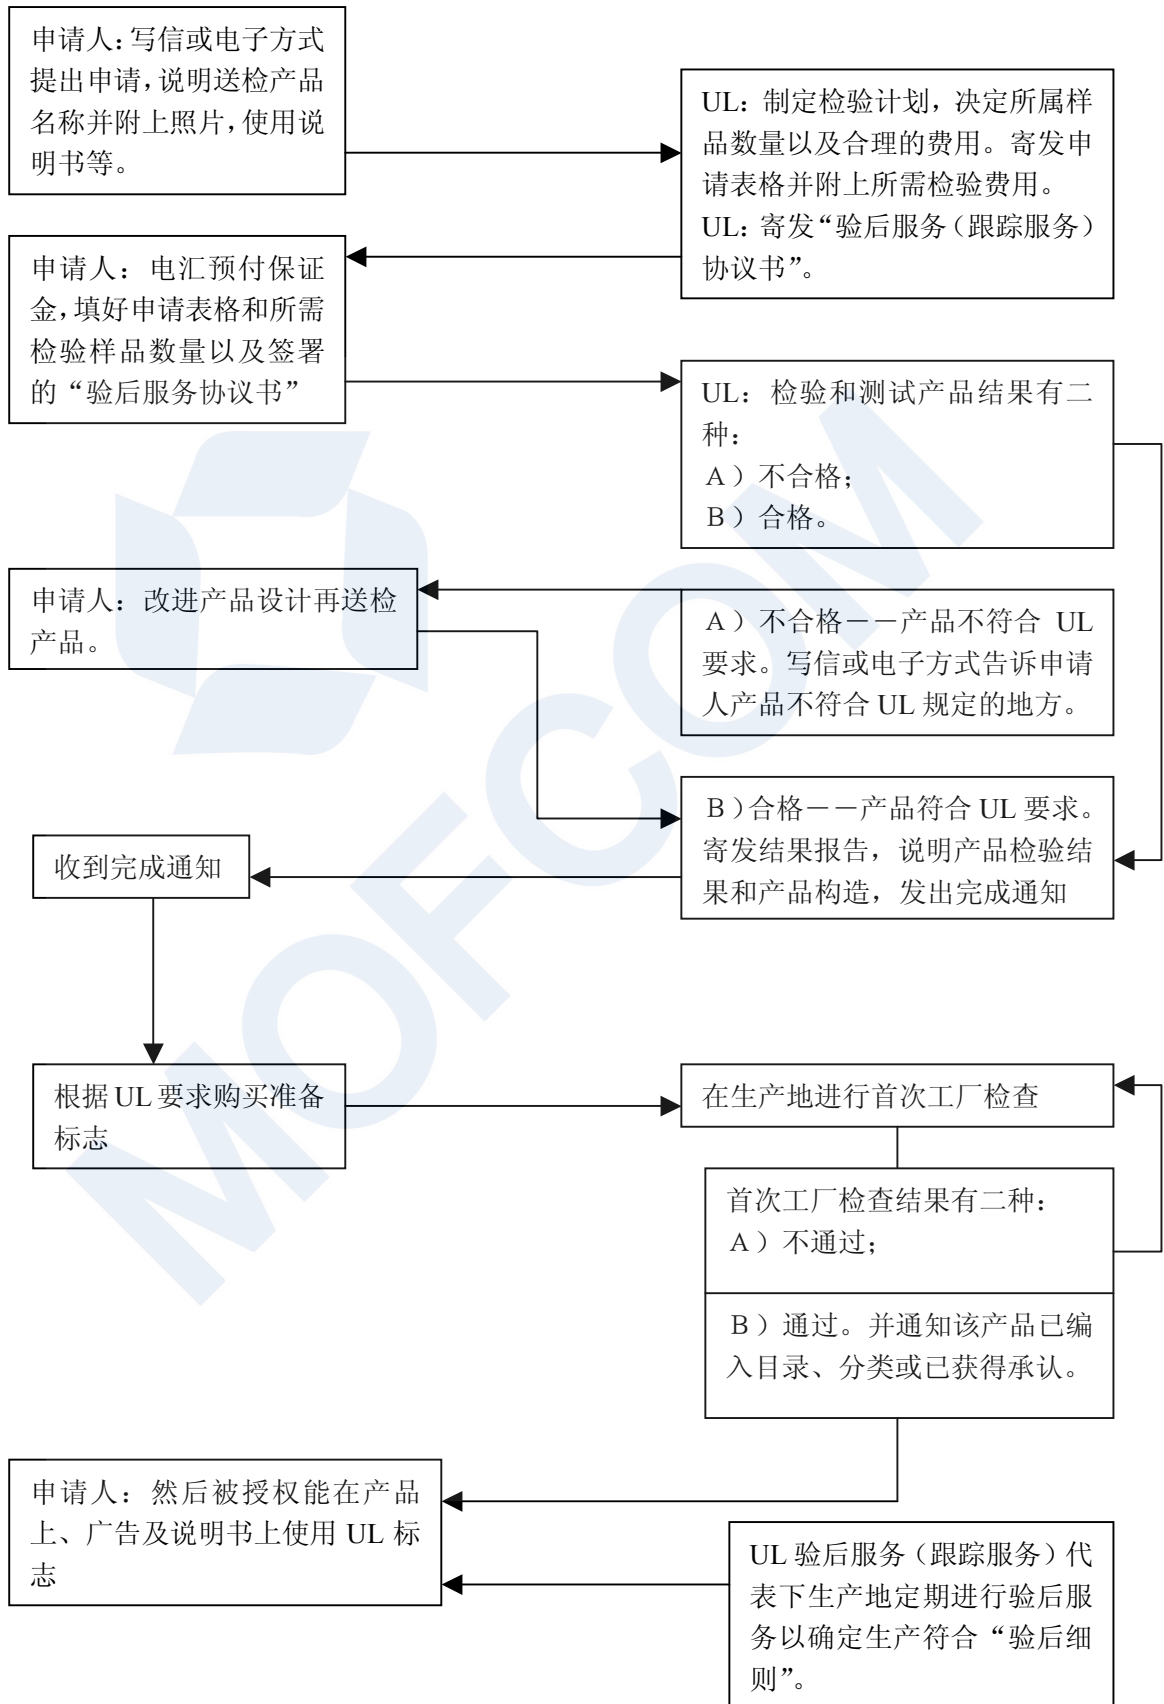 申请人：写信或电子方式
提出申请，说明送检产品
名称并附上照片，使用说
明书等。
UL：制定检验计划，决定所属样
品数量以及合理的费用。寄发申
请表格并附上所需检验费用。
UL：寄发“验后服务（跟踪服务）
协议书”。
申请人：电汇预付保证
金，填好申请表格和所需
检验样品数量以及签署
的“验后服务协议书”
UL：检验和测试产品结果有二
种：
Ａ）不合格；
Ｂ）合格。
申请人：改进产品设计再送检
产品。
Ａ）不合格－－产品不符合 UL
要求。写信或电子方式告诉申请
人产品不符合 UL 规定的地方。
Ｂ）合格－－产品符合 UL 要求。
寄发结果报告，说明产品检验结
果和产品构造，发出完成通知
收到完成通知
根据 UL 要求购买准备
标志
在生产地进行首次工厂检查
首次工厂检查结果有二种：
Ａ）不通过；
Ｂ）通过。并通知该产品已编
入目录、分类或已获得承认。
申请人：然后被授权能在产品
上、广告及说明书上使用 UL 标
志
UL 验后服务（跟踪服务）代
表下生产地定期进行验后服
务以确定生产符合“验后细
则”。
MOFCOM